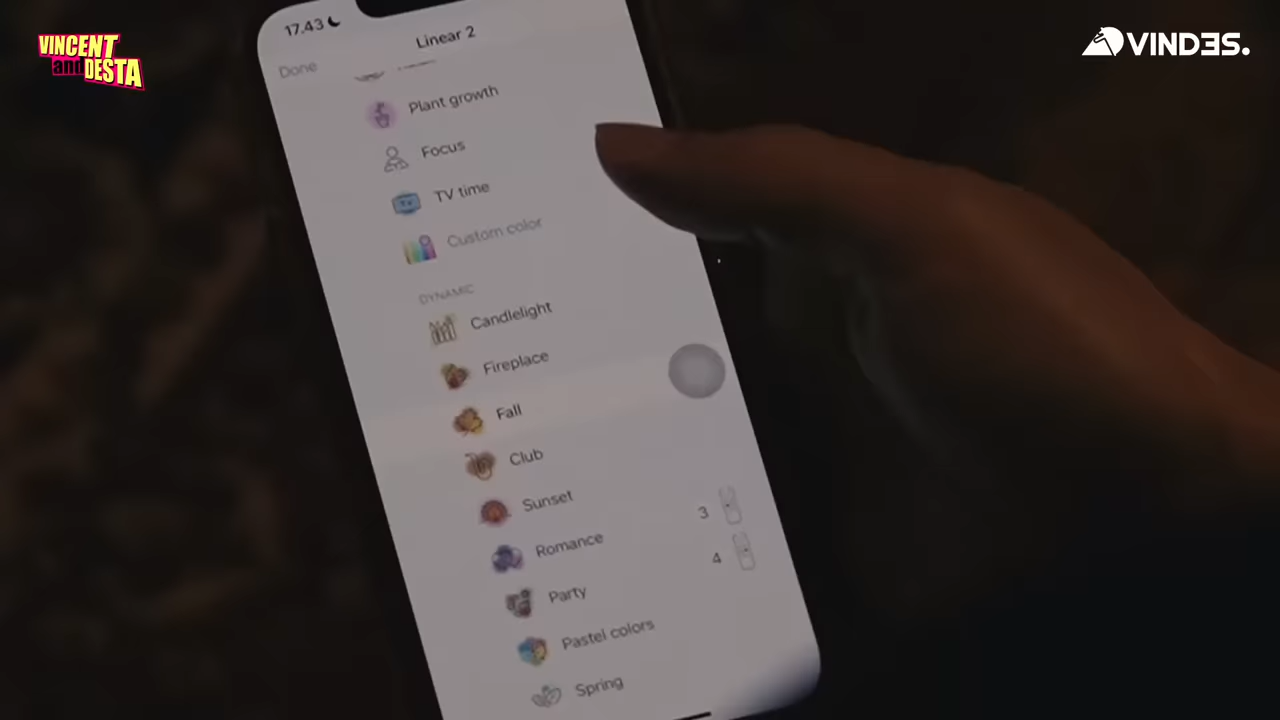 VINCENT
and DESTA
VINDES.
17.43
Linear 2
Done
Plant growth
Focus
TV time
Custom color
DYNAMIC
Candlelight
Fireplace
Fall
Club
Sunset
Romance 3
Party 4
Pastel colors
Spring